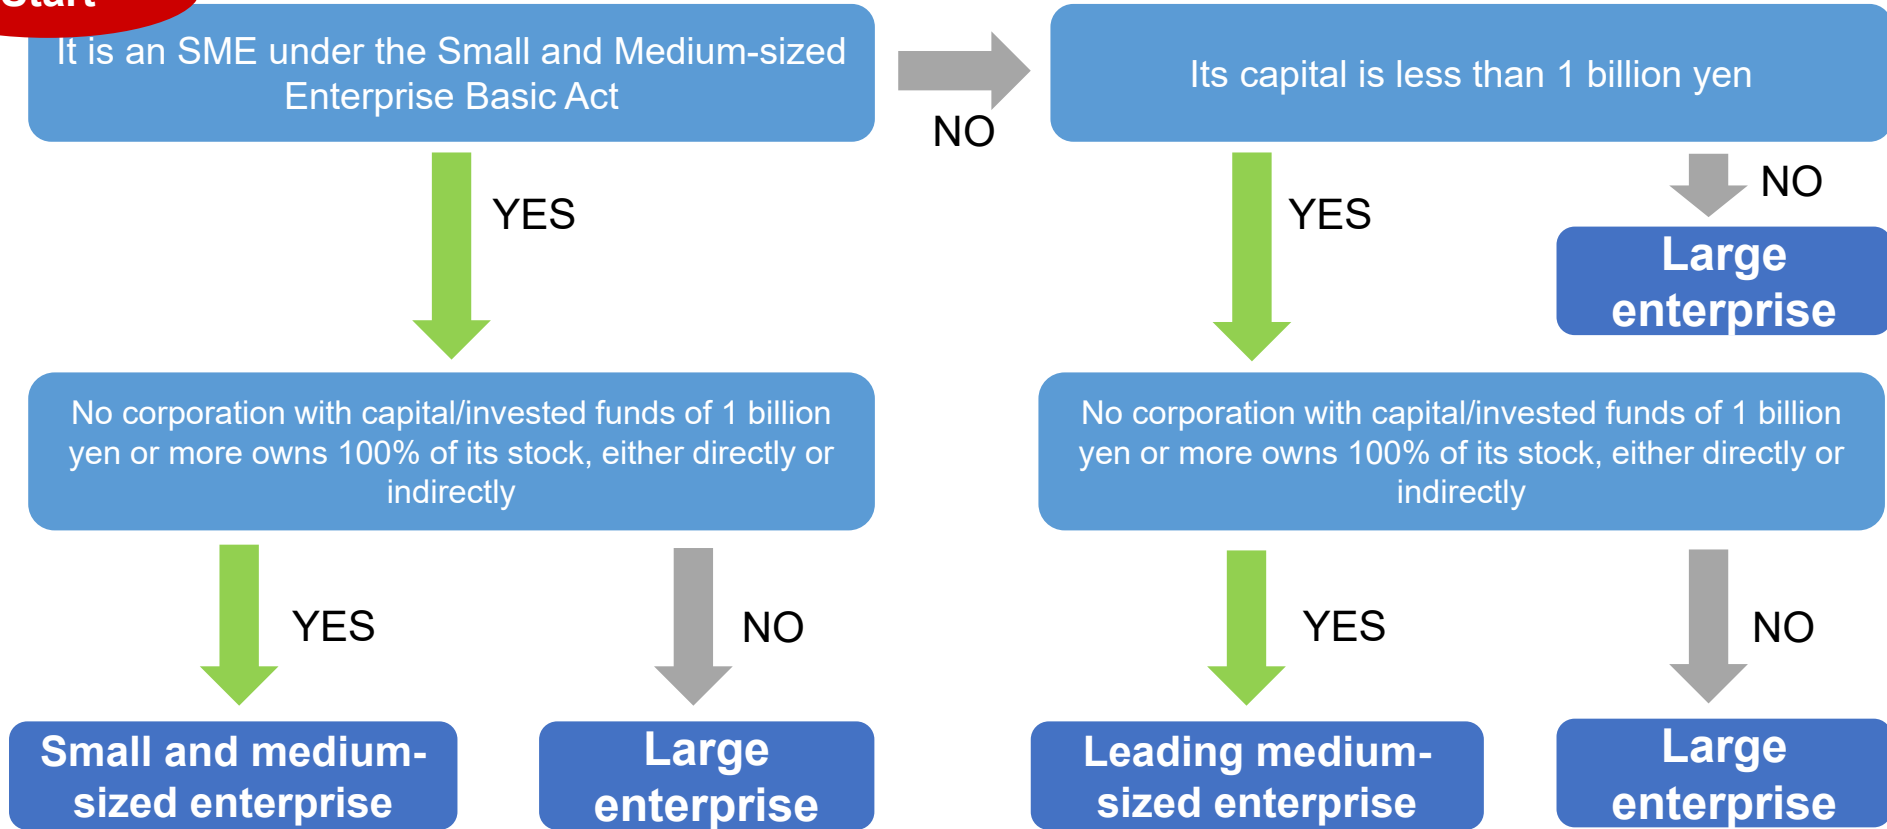 Start
It is an SME under the Small and Medium-sized
Enterprise Basic Act
NO
Its capital is less than 1 billion yen
YES
YES
NO
Large
enterprise
No corporation with capital/invested funds of 1 billion
yen or more owns 100% of its stock, either directly or
indirectly
No corporation with capital/invested funds of 1 billion
yen or more owns 100% of its stock, either directly or
indirectly
YES
NO
YES
NO
Small and medium-
sized enterprise
Large
enterprise
Leading medium-
sized enterprise
Large
enterprise